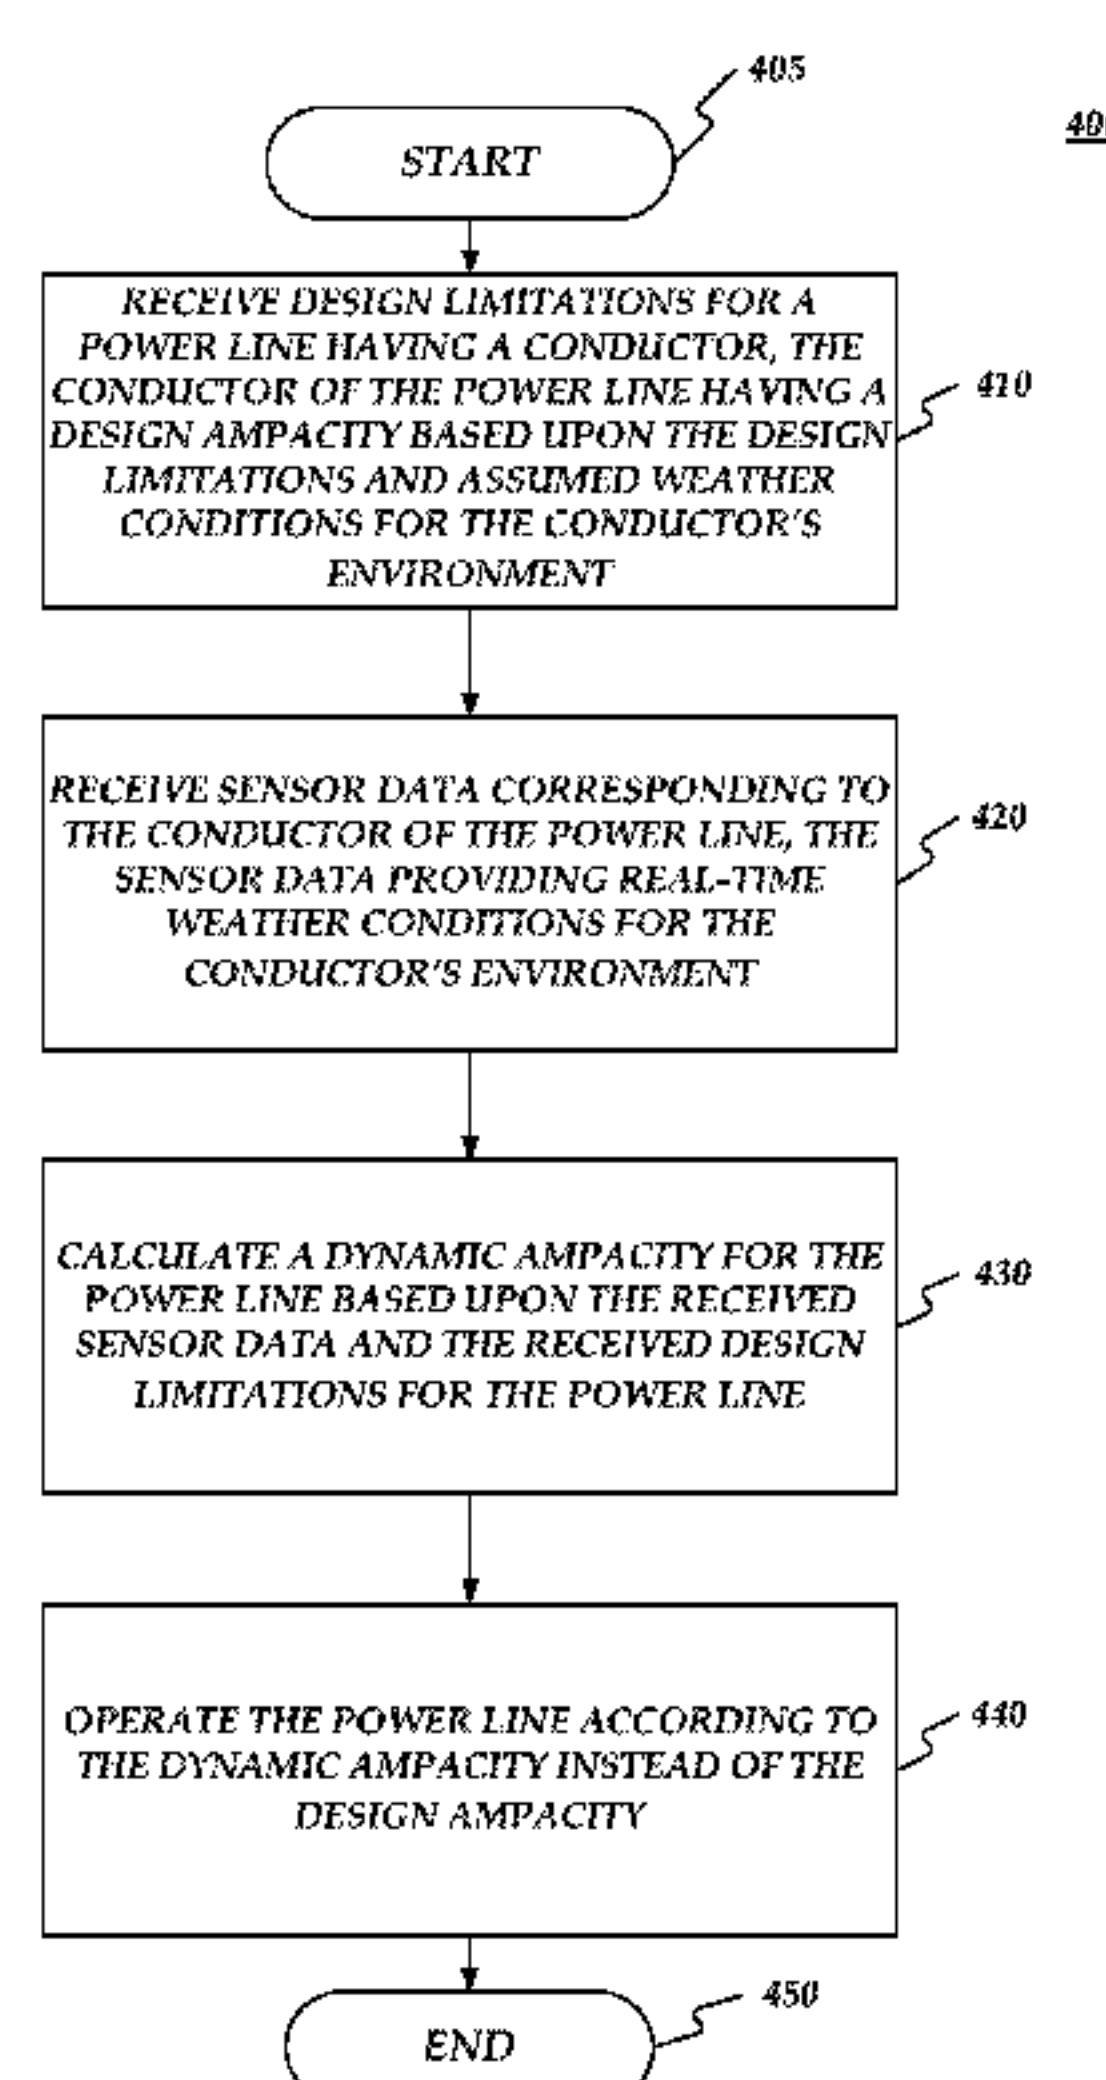 405
40
START
RECEIVE DESIGN LIMITATIONS FOR A
POWER LINE HAVING A CONDUCTOR, THE
CONDUCTOR OF THE POWER LINE HAVING A
DESIGN AMPACITY BASED UPON THE DESIGN
LIMITATIONS AND ASSUMED WEATHER
CONDITIONS FOR THE CONDUCTOR'S
ENVIRONMENT
410
RECEIVE SENSOR DATA CORRESPONDING TO
THE CONDUCTOR OF THE POWER LINE, THE
SENSOR DATA PROVIDING REAL-TIME
WEATHER CONDITIONS FOR THE
CONDUCTOR'S ENVIRONMENT
420
CALCULATE A DYNAMIC AMPACITY FOR THE
POWER LINE BASED UPON THE RECEIVED
SENSOR DATA AND THE RECEIVED DESIGN
LIMITATIONS FOR THE POWER LINE
430
OPERATE THE POWER LINE ACCORDING TO
THE DYNAMIC AMPACITY INSTEAD OF THE
DESIGN AMPACITY
440
450
END